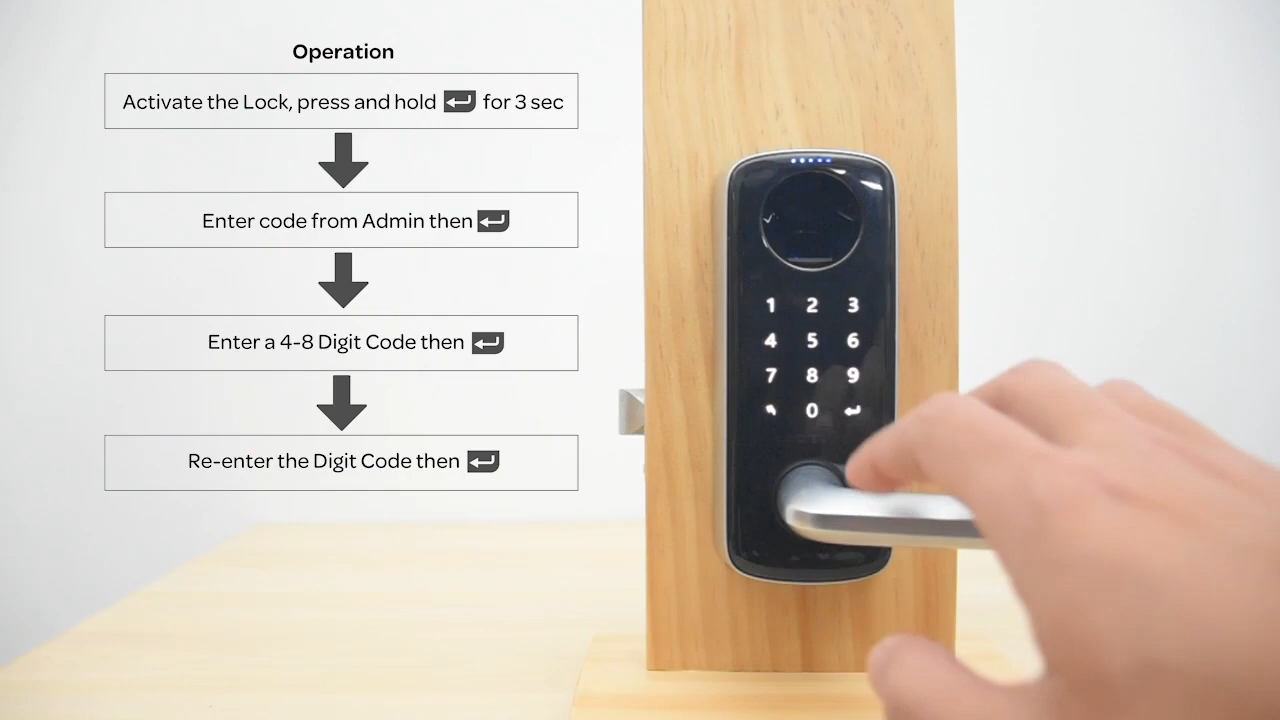 Operation
Activate the Lock, press and hold for 3 sec
Enter code from Admin then
Enter a 4-8 Digit Code then
Re-enter the Digit Code then
1 2 3
4 5 6
7 8 9
0